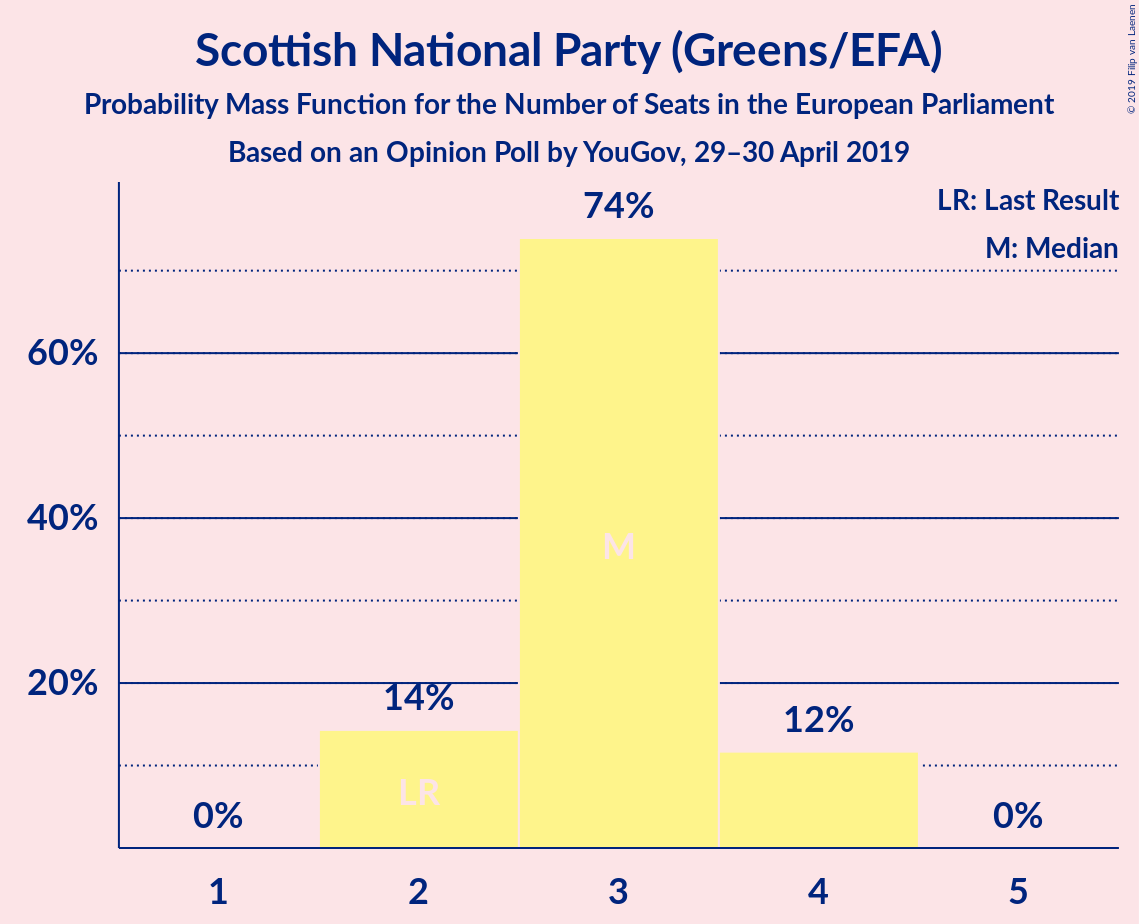 Scottish National Party (Greens/EFA)
Probability Mass Function for the Number of Seats in the European Parliament
Based on an Opinion Poll by YouGov, 29–30 April 2019
© 2019 Filip van Laenen
LR: Last Result
M: Median
74%
60%
40%
20%
M
14%
12%
LR
0%
0%
1
2
3
4
5